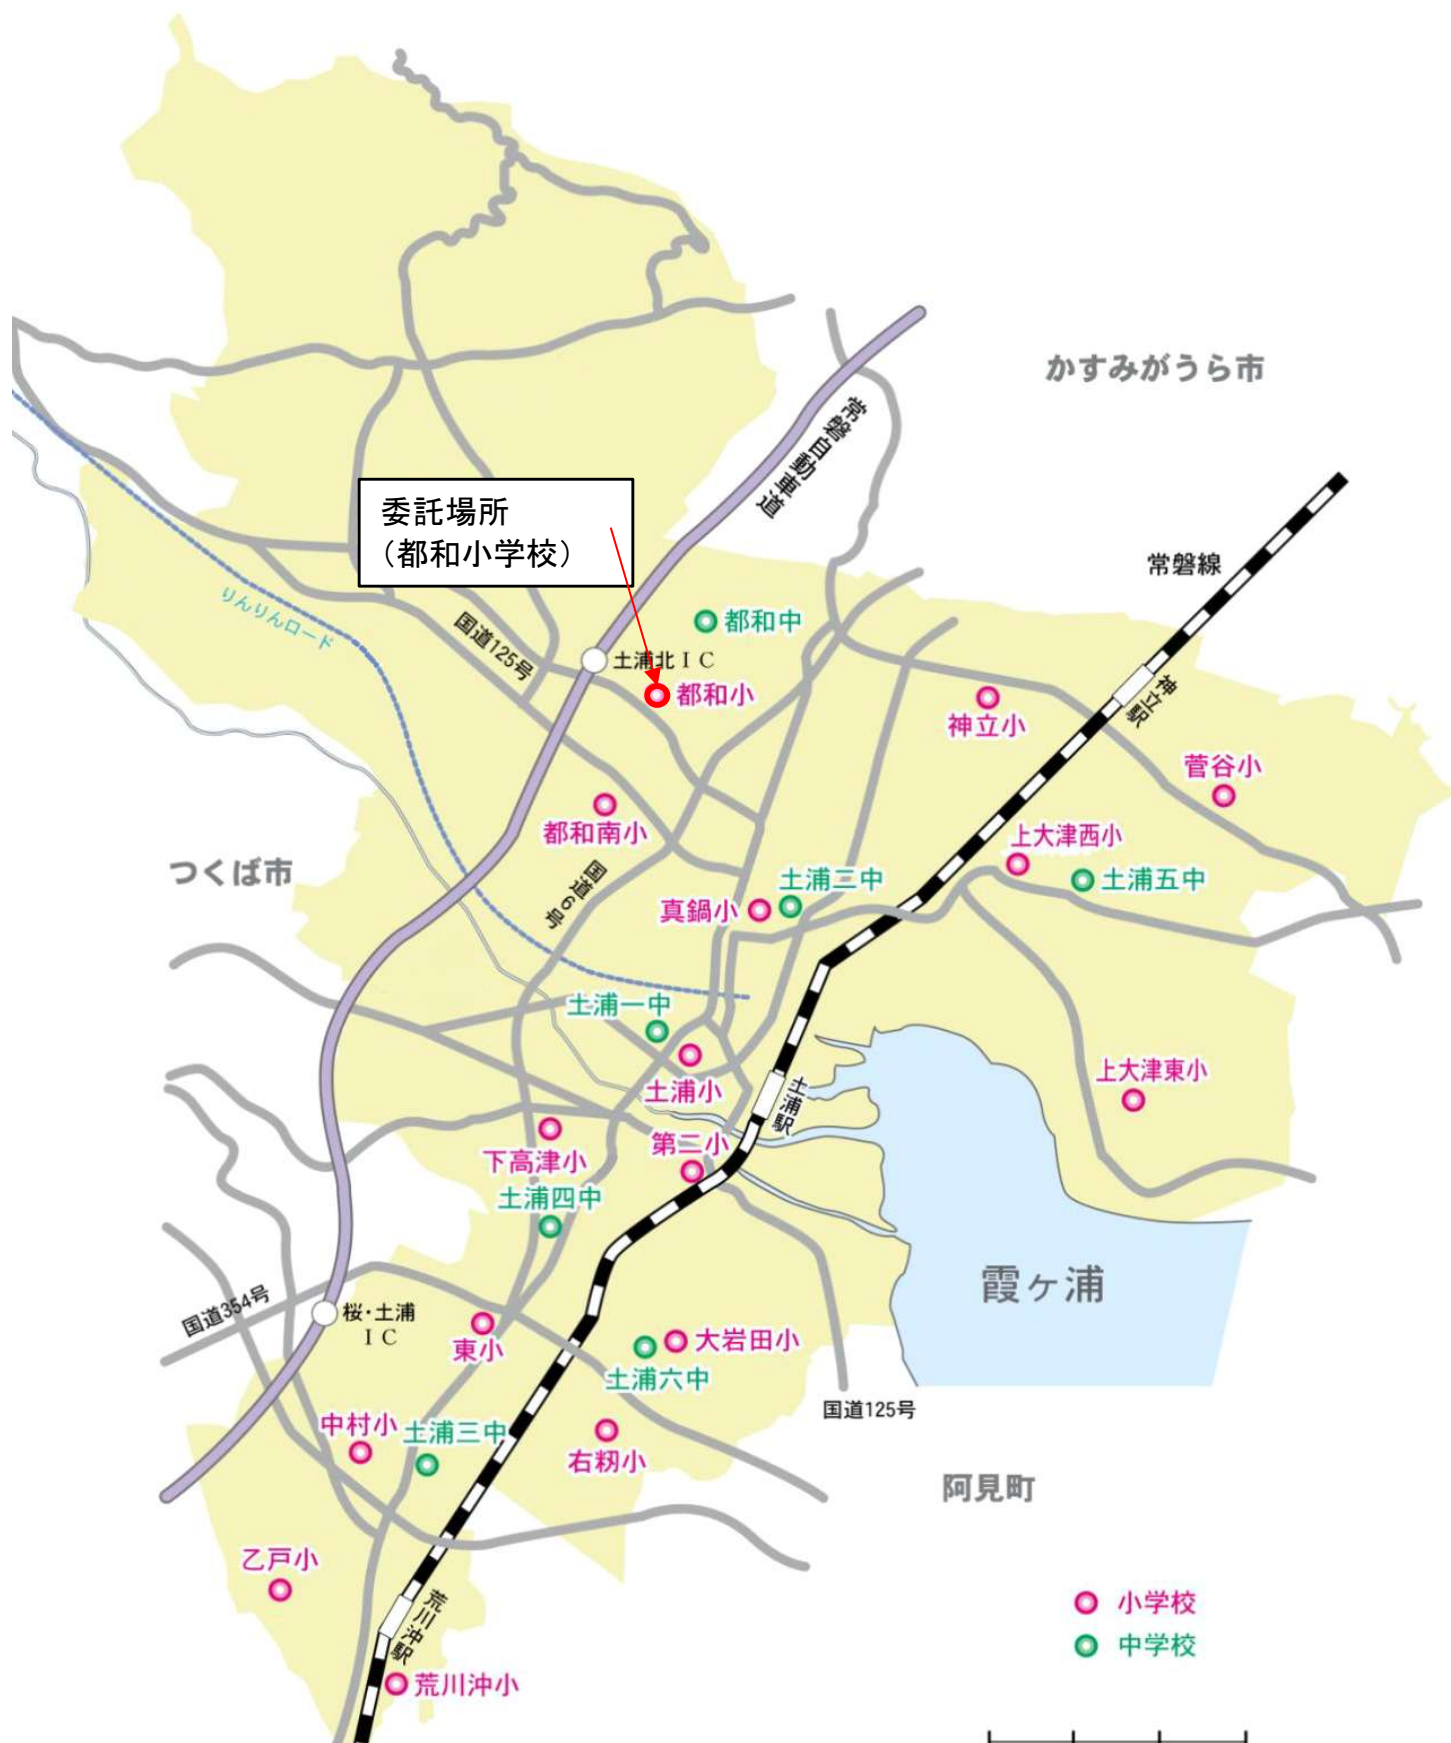 かすみがうら市
常磐自動車道
委託場所
（都和小学校）
常磐線
りんりんロード
国道125号
都和中
土浦北ＩＣ
都和小
神立駅
神立小
菅谷小
都和南小
上大津西小
土浦五中
つくば市
国道6号
土浦二中
真鍋小
土浦一中
土浦小
土浦駅
上大津東小
第二小
下高津小
土浦四中
霞ヶ浦
国道354号
桜・土浦
ＩＣ
東小
大岩田小
土浦六中
国道125号
中村小
土浦三中
右籾小
阿見町
乙戸小
荒川沖駅
小学校
中学校
荒川沖小